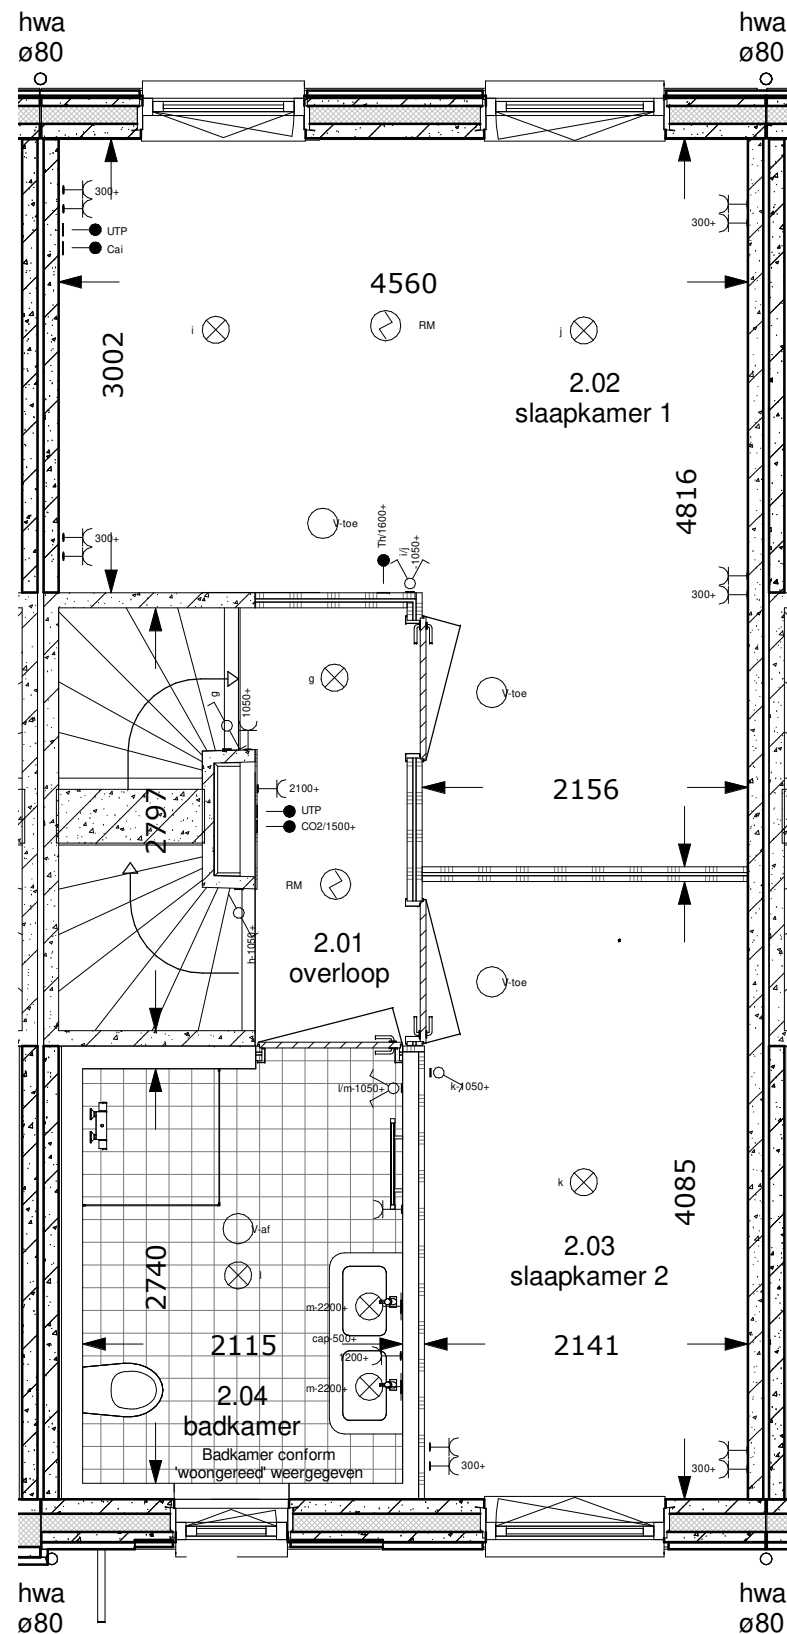 hwa
ø80
hwa
ø80
300+
UTP
Cai
300+
4560
3002
i
RM
j
2.02
slaapkamer 1
4816
V-toe
Th/1600+
i/j
-1050+
300+
300+
g
V-toe
g
1050+
2100+
UTP
CO2/1500+
2156
2797
RM
h-1050+
2.01
overloop
V-toe
l/m-1050+
k-1050+
k
4085
2.03
slaapkamer 2
V-af
l
2740
m-2200+
cap-500+
1200+
m-2200+
2115
2141
2.04
badkamer
Badkamer conform
'woongereed' weergegeven
300+
300+
hwa
ø80
hwa
ø80